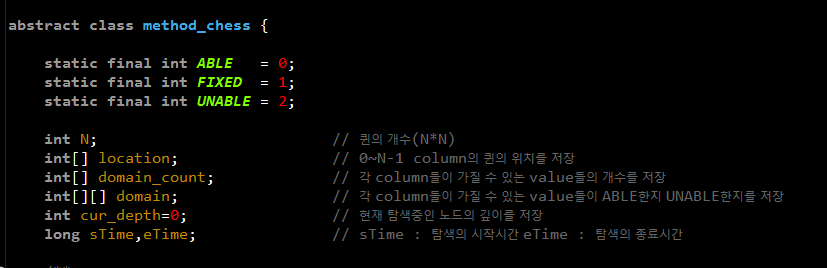 abstract class method_chess {
static final int ABLE = 0;
static final int FIXED = 1;
static final int UNABLE = 2;
int N; // 퀸의 개수(N*N)
int[] location; // 0~N-1 column의 퀸의 위치를 저장
int[] domain_count; // 각 column들이 가질 수 있는 value들의 개수를 저장
int[][] domain; // 각 column들이 가질 수 있는 value들이 ABLE한지 UNABLE한지를 저장
int cur_depth=0; // 현재 탐색중인 노드의 깊이를 저장
long sTime,eTime; // sTime : 탐색의 시작시간 eTime : 탐색의 종료시간